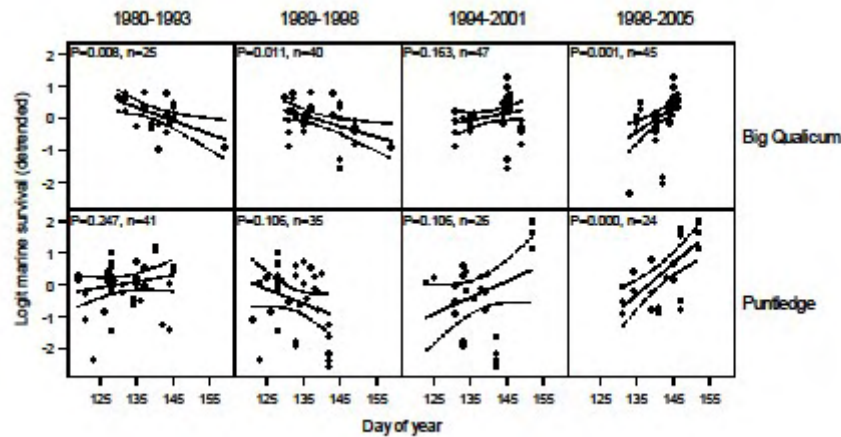 1980-1993 1989-1998 1994-2001 1998-2005
P=0.008, n=25 P=0.011, n=40 P=0.163, n=47 P=0.001, n=45
2
1
0
-1
-2
Big Qualicum
P=0.247, n=41 P=0.106, n=35 P=0.106, n=26 P=0.000, n=24
2
1
0
-1
-2
Puntledge
Logit marine survival (detrended)
125 135 145 155 125 135 145 155 125 135 145 155 125 135 145 155
Day of year